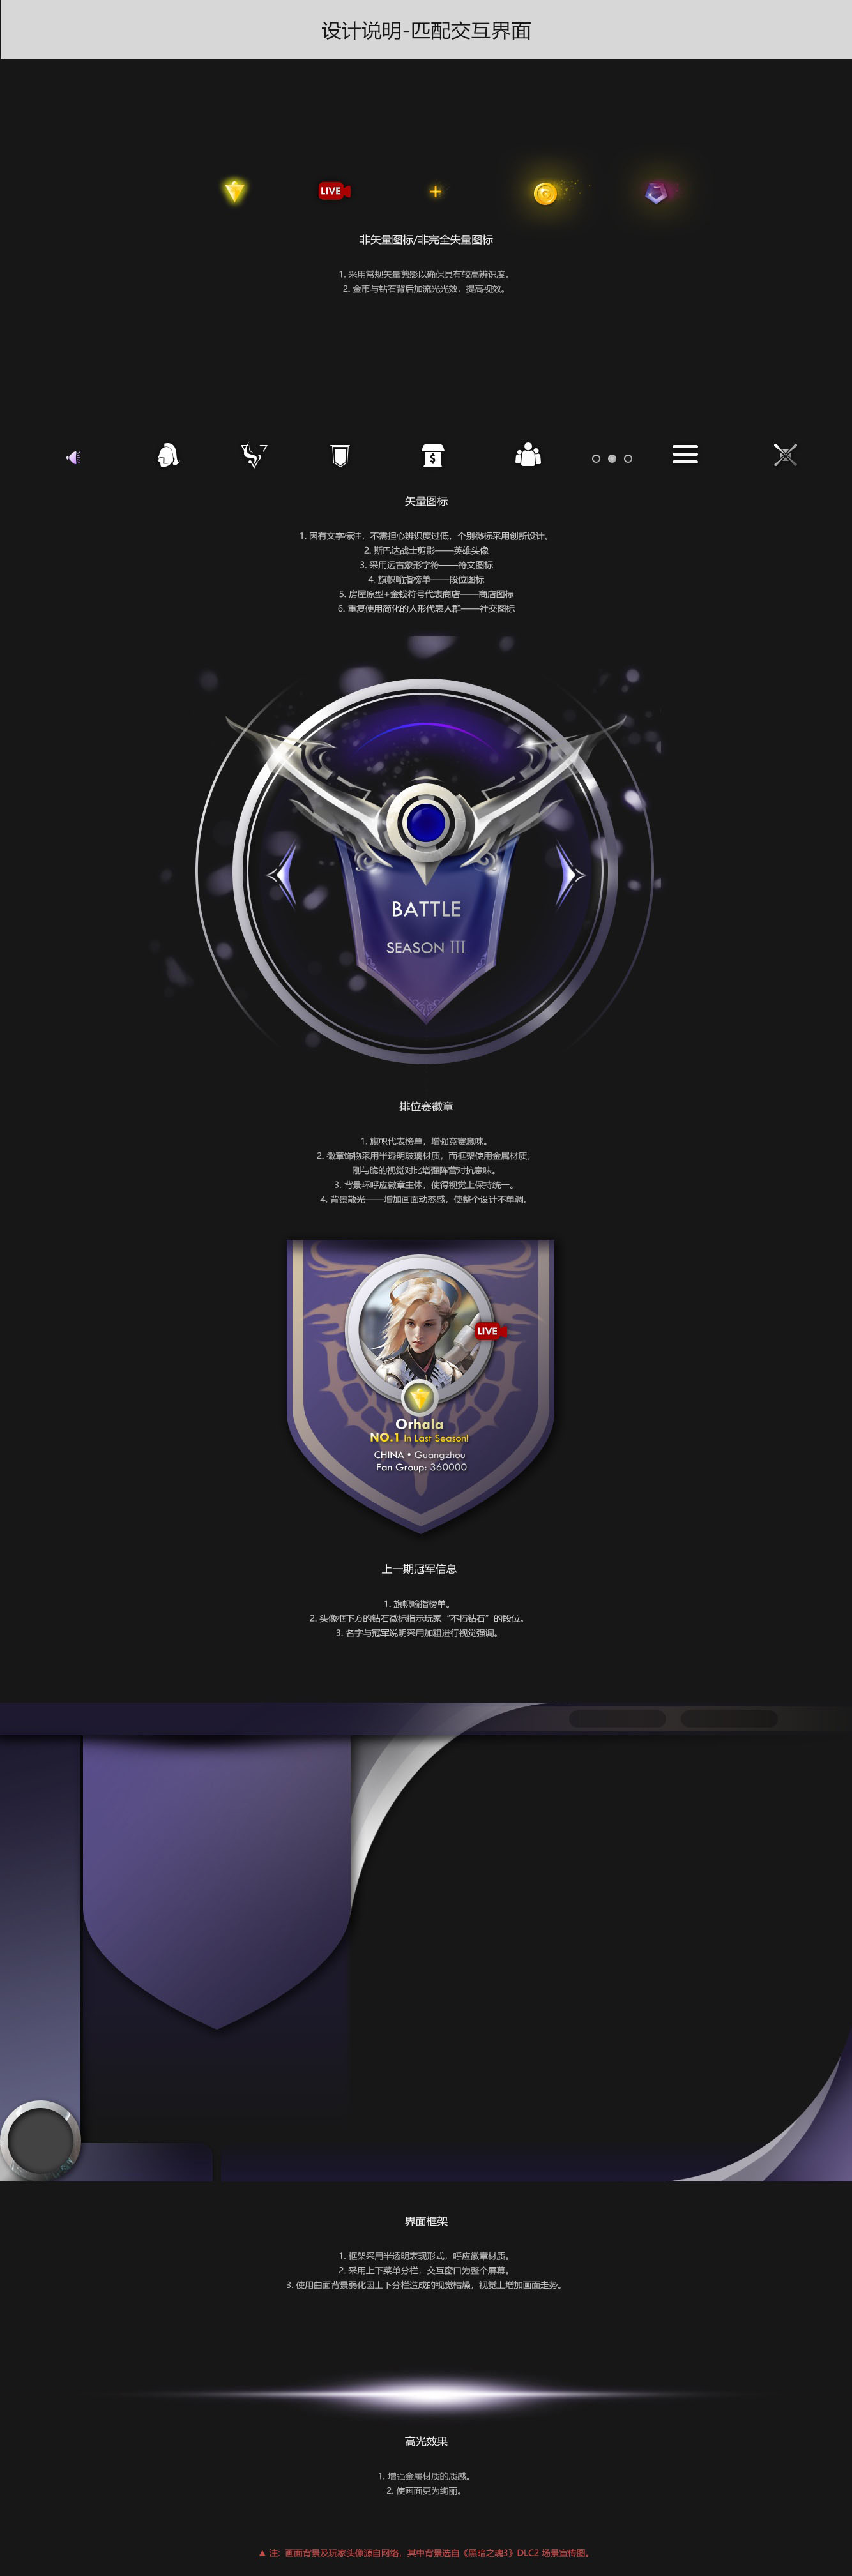 设计说明-匹配交互界面
LIVE
非矢量图标/非完全失量图标
1. 采用常规矢量剪影以确保具有较高辨识度。
2. 金币与钻石背后加流光光效，提高视效。
$
矢量图标
1. 因有文字标注，不需担心辨识度过低，个别微标采用创新设计。
2. 斯巴达战士剪影——英雄头像
3. 采用远古象形字符——符文图标
4. 旗帜喻指榜单——段位图标
5. 房屋原型+金钱符号代表商店——商店图标
6. 重复使用简化的人形代表人群——社交图标
BATTLE
SEASON III
排位赛徽章
1. 旗帜代表榜单，增强竞赛意味。
2. 徽章饰物采用半透明玻璃材质，而框架使用金属材质，
刚与脆的视觉对比增强阵营对抗意味。
3. 背景环呼应徽章主体，使得视觉上保持统一。
4. 背景散光——增加画面动态感，使整个设计不单调。
LIVE
Orhala
NO.1 In Last Season!
CHINA • Guangzhou
Fan Group: 360000
上一期冠军信息
1. 旗帜喻指榜单。
2. 头像框下方的钻石微标指示玩家“不朽钻石”的段位。
3. 名字与冠军说明采用加粗进行视觉强调。
界面框架
1. 框架采用半透明表现形式，呼应徽章材质。
2. 采用上下菜单分栏，交互窗口为整个屏幕。
3. 使用曲面背景弱化因上下分栏造成的视觉枯燥，视觉上增加画面走势。
高光效果
1. 增强金属材质的质感。
2. 使画面更为绚丽。
▲ 注: 画面背景及玩家头像源自网络，其中背景选自《黑暗之魂3》DLC2 场景宣传图。